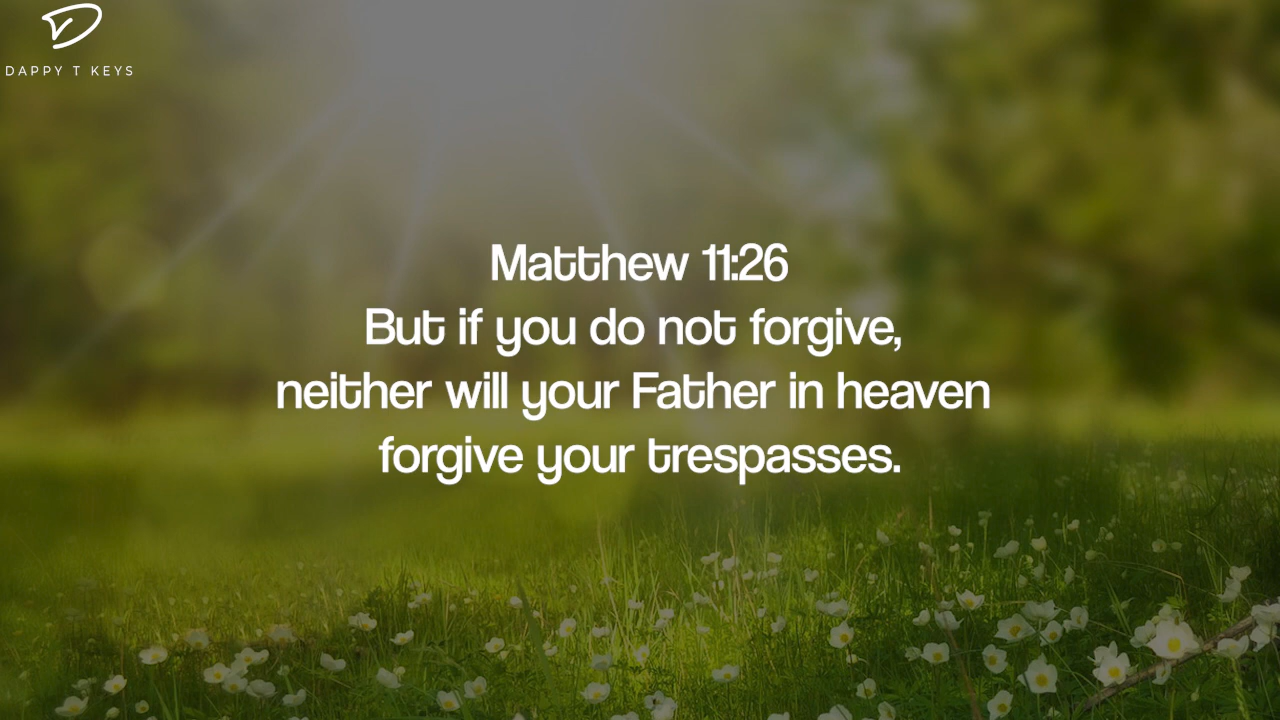 DAPPY T KEYS
Matthew 11:26
But if you do not forgive,
neither will your Father in heaven
forgive your trespasses.